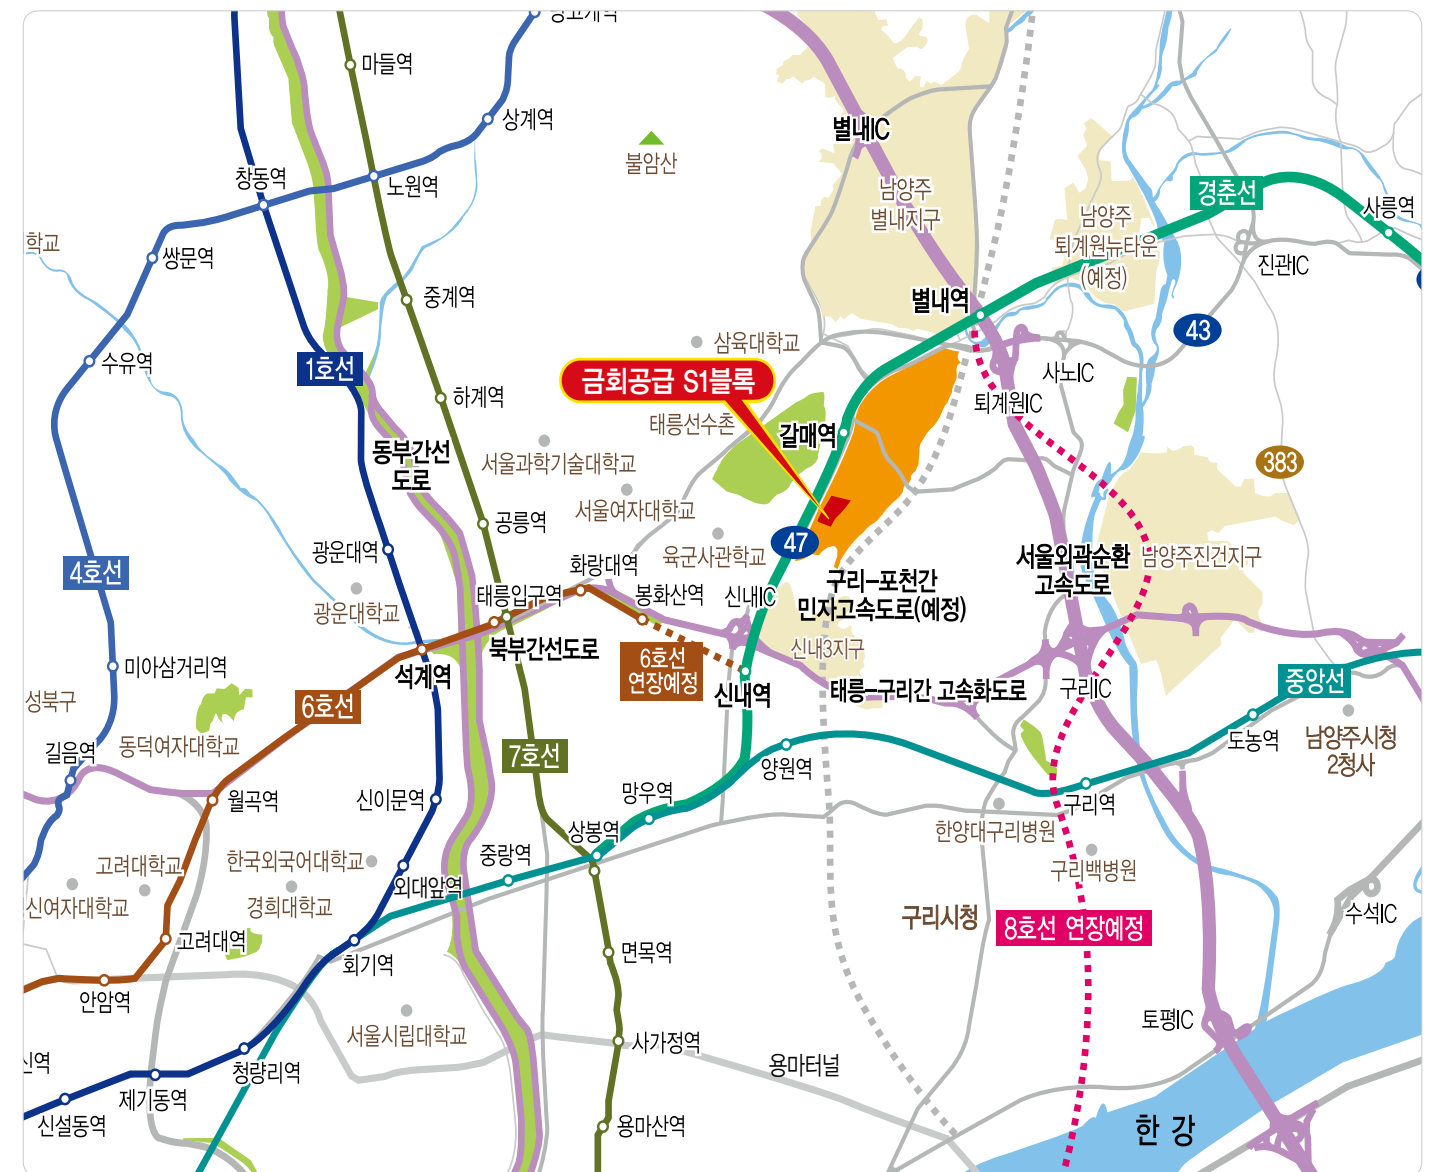 마들역
상계역
별내IC
불암산
창동역
노원역
남양주
별내지구
경춘선
사릉역
남양주
퇴계원뉴타운
(예정)
학교
쌍문역
진관IC
중계역
별내역
43
삼육대학교
수유역
1호선
금회공급 S1블록
사노IC
하계역
퇴계원IC
태릉선수촌
갈매역
동부간선
도로
서울과학기술대학교
383
서울여자대학교
공릉역
광운대역
47
육군사관학교
서울외곽순환
고속도로
남양주진건지구
4호선
화랑대역
구리-포천간
민자고속도로(예정)
태릉입구역
봉화산역
신내IC
광운대학교
북부간선도로
신내3지구
6호선
연장예정
미아삼거리역
석계역
신내역
태릉-구리간 고속화도로
구리IC
중앙선
성북구
6호선
동덕여자대학교
길음역
7호선
도농역
남양주시청
2청사
양원역
월곡역
신이문역
망우역
구리역
상봉역
한양대구리병원
중랑역
고려대학교
한국외국어대학교
외대앞역
구리백병원
신여자대학교
경희대학교
구리시청
8호선 연장예정
수석IC
고려대역
회기역
면목역
안암역
서울시립대학교
토평IC
사가정역
용마터널
신역
청량리역
제기동역
신설동역
용마산역
한 강